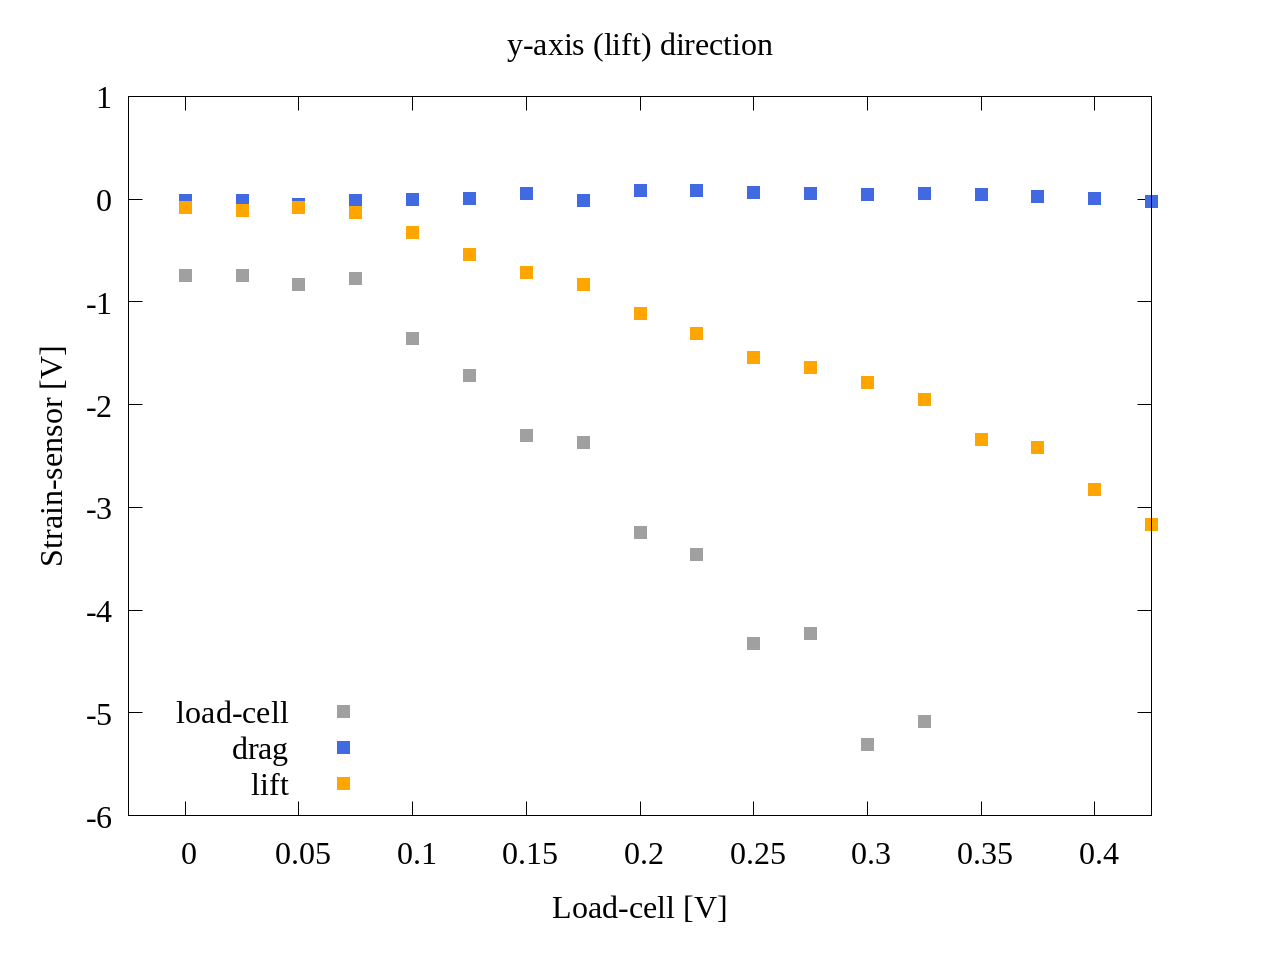 y-axis (lift) direction
1
0
-1
-2
-3
-4
-5
-6
Strain-sensor [V]
load-cell
drag
lift
0 0.05 0.1 0.15 0.2 0.25 0.3 0.35 0.4
Load-cell [V]